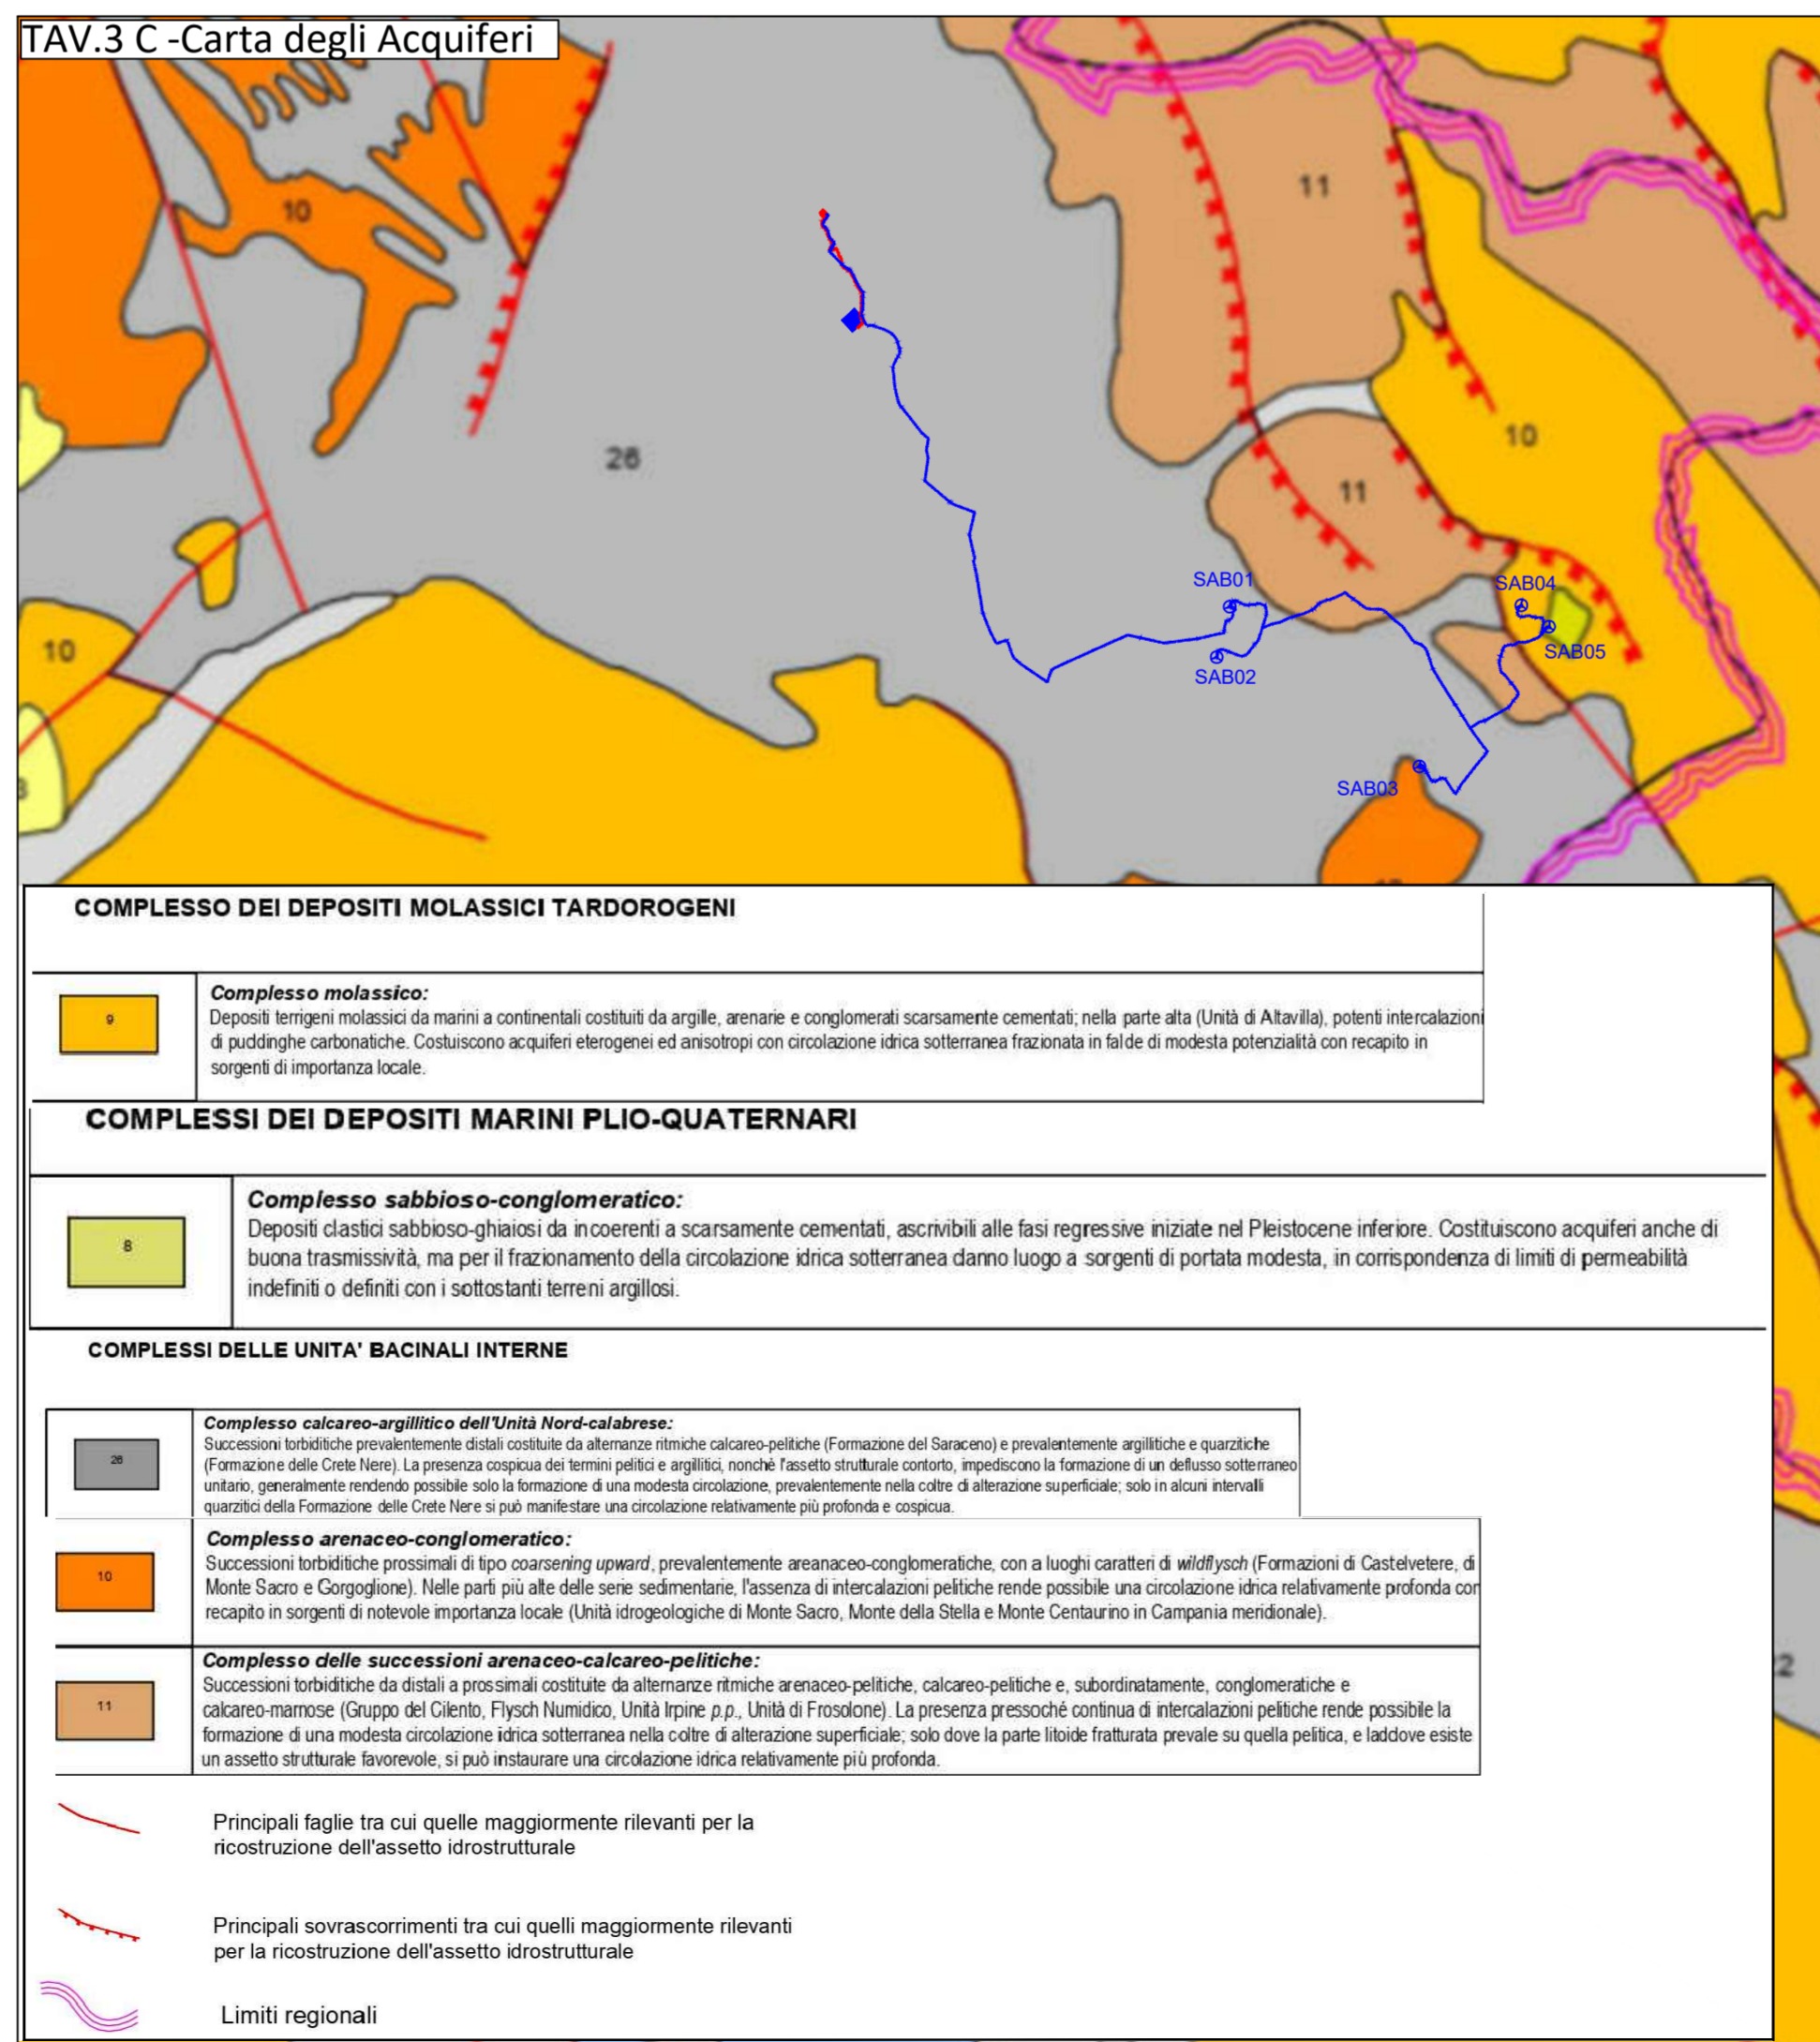 TAV.3 C -Carta degli Acquiferi
10
11
26
10
11
10
SAB01
SAB02
SAB04
SAB05
SAB03
COMPLESSO DEI DEPOSITI MOLASSICI TARDOROGENI
9
Complesso molassico:
Depositi terrigeni molassici da marini a continentali costituiti da argille, arenarie e conglomerati scarsamente cementati; nella parte alta (Unità di Altavilla), potenti intercalazioni
di puddinghe carbonatiche. Costuiscono acquiferi eterogenei ed anisotropi con circolazione idrica sotterranea frazionata in falde di modesta potenzialità con recapito in
sorgenti di importanza locale.
COMPLESSI DEI DEPOSITI MARINI PLIO-QUATERNARI
8
Complesso sabbioso-conglomeratico:
Depositi clastici sabbioso-ghiaiosi da incoerenti a scarsamente cementati, ascrivibili alle fasi regressive iniziate nel Pleistocene inferiore. Costituiscono acquiferi anche di
buona trasmissività, ma per il frazionamento della circolazione idrica sotterranea danno luogo a sorgenti di portata modesta, in corrispondenza di limiti di permeabilità
indefiniti o definiti con i sottostanti terreni argillosi.
COMPLESSI DELLE UNITA' BACINALI INTERNE
26
Complesso calcareo-argillitico dell'Unità Nord-calabrese:
Successioni torbiditiche prevalentemente distali costituite da alternanze ritmiche calcareo-pelitiche (Formazione del Saraceno) e prevalentemente argillitiche e quarzitiche
(Formazione delle Crete Nere). La presenza cospicua dei termini pelitici e argillitici, nonchè l'assetto strutturale contorto, impediscono la formazione di un deflusso sotterraneo
unitario, generalmente rendendo possibile solo la formazione di una modesta circolazione, prevalentemente nella coltre di alterazione superficiale; solo in alcuni intervalli
quarzitici della Formazione delle Crete Nere si può manifestare una circolazione relativamente più profonda e cospicua.
10
Complesso arenaceo-conglomeratico:
Successioni torbiditiche prossimali di tipo coarsening upward, prevalentemente areanaceo-conglomeratiche, con a luoghi caratteri di wildflysch (Formazioni di Castelvetere, di
Monte Sacro e Gorgoglione). Nelle parti più alte delle serie sedimentarie, l'assenza di intercalazioni pelitiche rende possibile una circolazione idrica relativamente profonda con
recapito in sorgenti di notevole importanza locale (Unità idrogeologiche di Monte Sacro, Monte della Stella e Monte Centaurino in Campania meridionale).
11
Complesso delle successioni arenaceo-calcareo-pelitiche:
Successioni torbiditiche da distali a prossimali costituite da alternanze ritmiche arenaceo-pelitiche, calcareo-pelitiche e, subordinatamente, conglomeratiche e
calcareo-marnose (Gruppo del Cilento, Flysch Numidico, Unità Irpine p.p., Unità di Frosolone). La presenza pressoché continua di intercalazioni pelitiche rende possibile la
formazione di una modesta circolazione idrica sotterranea nella coltre di alterazione superficiale; solo dove la parte litoide fratturata prevale su quella pelitica, e laddove esiste
un assetto strutturale favorevole, si può instaurare una circolazione idrica relativamente più profonda.
Principali faglie tra cui quelle maggiormente rilevanti per la
ricostruzione dell'assetto idrostrutturale
Principali sovrascorrimenti tra cui quelli maggiormente rilevanti
per la ricostruzione dell'assetto idrostrutturale
Limiti regionali